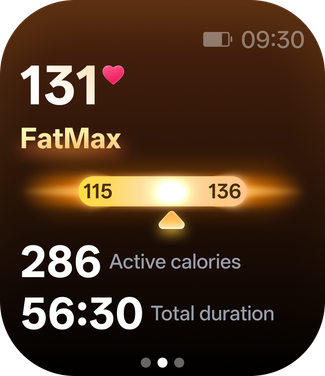 09:30
131
FatMax
115 136
286 Active calories
56:30 Total duration